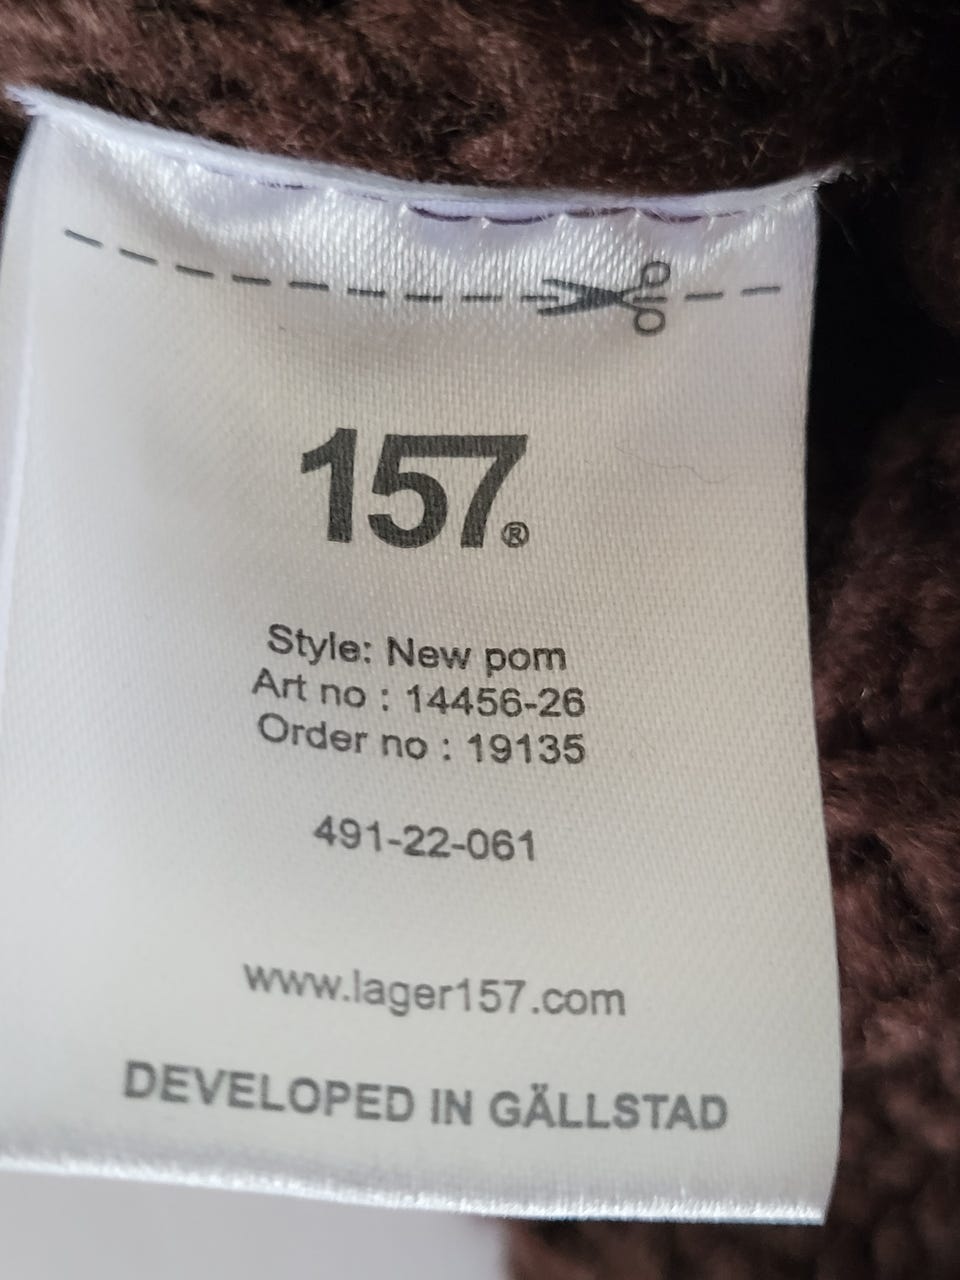 157®
Style: New pom
Art no : 14456-26
Order no : 19135
491-22-061
www.lager157.com
DEVELOPED IN GÄLLSTAD